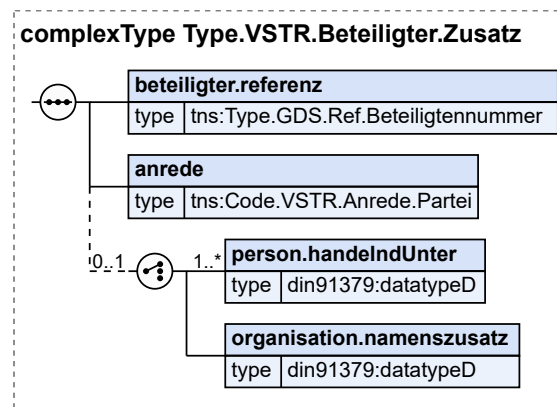 complexType Type.VSTR.Beteiligter.Zusatz
beteiligter.referenz
type tns:Type.GDS.Ref.Beteiligtennummer
anrede
type tns:Code.VSTR.Anrede.Partei
0..1
1..*
person.handelndUnter
type din91379:datatypeD
organisation.namenszusatz
type din91379:datatypeD